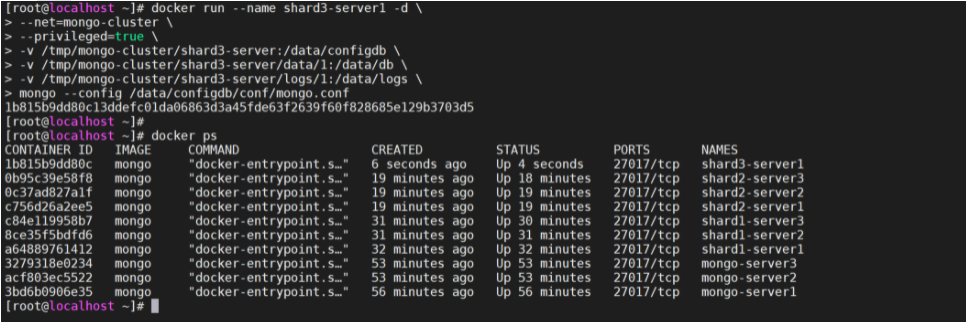 [root@localhost ~]# docker run --name shard3-server1 -d \
> --net=mongo-cluster \
> --privileged=true \
> -v /tmp/mongo-cluster/shard3-server:/data/configdb \
> -v /tmp/mongo-cluster/shard3-server/data/1:/data/db \
> -v /tmp/mongo-cluster/shard3-server/logs/1:/data/logs \
> mongo --config /data/configdb/conf/mongo.conf
1b815b9dd80c13ddefc01da06863d3a45fde63f2639f60f828685e129b3703d5
[root@localhost ~]#
[root@localhost ~]# docker ps
CONTAINER ID   IMAGE     COMMAND                  CREATED          STATUS          PORTS       NAMES
1b815b9dd80c   mongo     "docker-entrypoint.s…"   6 seconds ago    Up 4 seconds    27017/tcp   shard3-server1
0b95c39e58f8   mongo     "docker-entrypoint.s…"   19 minutes ago   Up 18 minutes   27017/tcp   shard2-server3
0c37ad827a1f   mongo     "docker-entrypoint.s…"   19 minutes ago   Up 19 minutes   27017/tcp   shard2-server2
c756d26a2ee5   mongo     "docker-entrypoint.s…"   19 minutes ago   Up 19 minutes   27017/tcp   shard2-server1
c84e119958b7   mongo     "docker-entrypoint.s…"   31 minutes ago   Up 30 minutes   27017/tcp   shard1-server3
8ce35f5bdfd6   mongo     "docker-entrypoint.s…"   31 minutes ago   Up 31 minutes   27017/tcp   shard1-server2
a64889761412   mongo     "docker-entrypoint.s…"   32 minutes ago   Up 32 minutes   27017/tcp   shard1-server1
3279318e0234   mongo     "docker-entrypoint.s…"   53 minutes ago   Up 53 minutes   27017/tcp   mongo-server3
acf803ec5522   mongo     "docker-entrypoint.s…"   53 minutes ago   Up 53 minutes   27017/tcp   mongo-server2
3bd6b0906e35   mongo     "docker-entrypoint.s…"   56 minutes ago   Up 56 minutes   27017/tcp   mongo-server1
[root@localhost ~]#